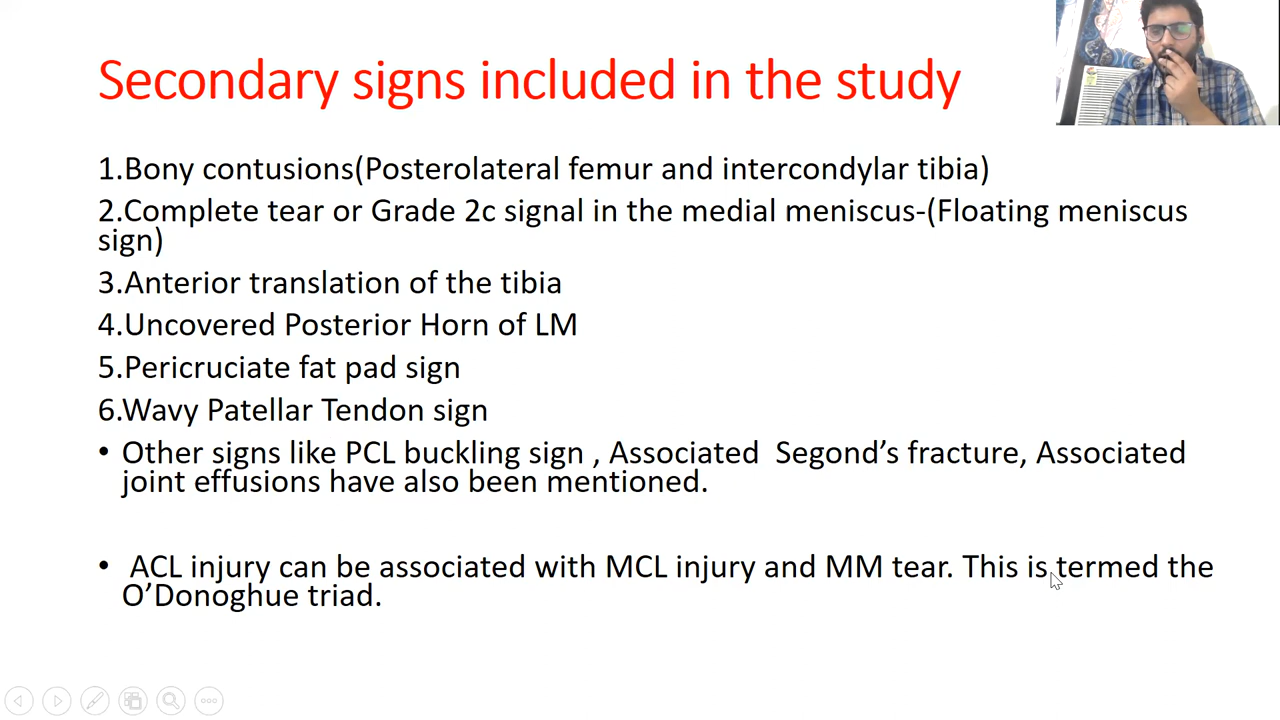 Secondary signs included in the study
1.Bony contusions(Posterolateral femur and intercondylar tibia)
2.Complete tear or Grade 2c signal in the medial meniscus-(Floating meniscus
sign)
3.Anterior translation of the tibia
4.Uncovered Posterior Horn of LM
5.Pericruciate fat pad sign
6.Wavy Patellar Tendon sign
• Other signs like PCL buckling sign , Associated  Segond’s fracture, Associated
joint effusions have also been mentioned.
• ACL injury can be associated with MCL injury and MM tear. This is termed the
O’Donoghue triad.